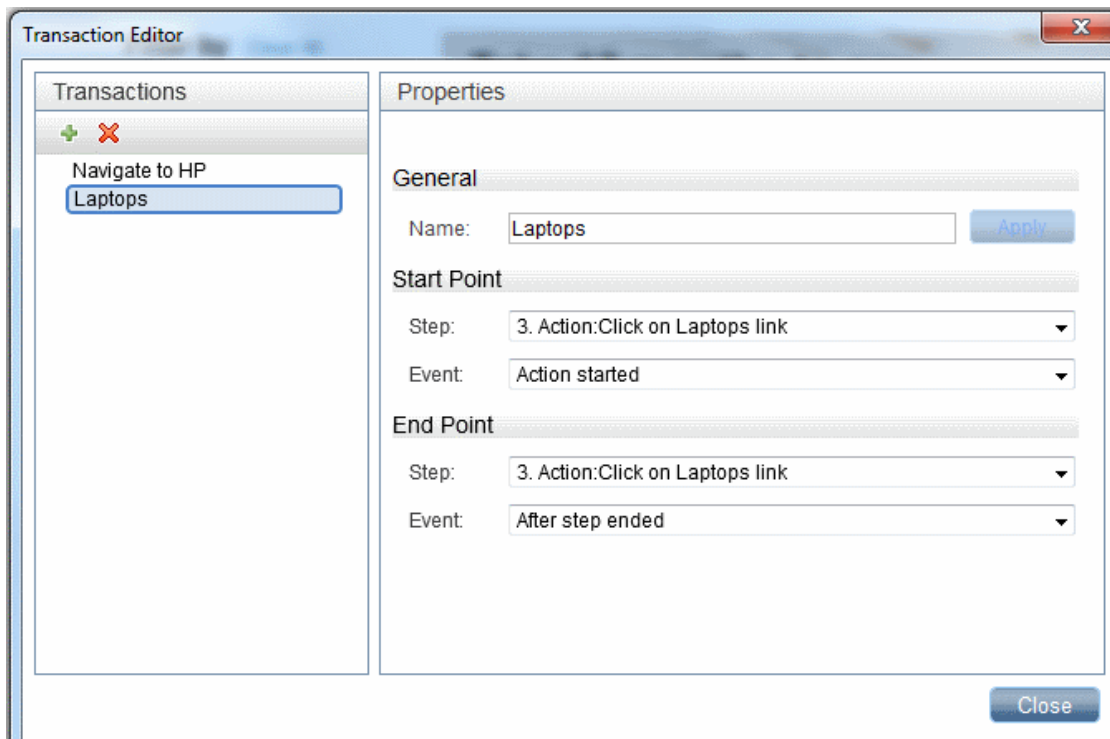 Transaction Editor
Transactions
Properties
Navigate to HP
Laptops
General
Name: Laptops Apply
Start Point
Step: 3. Action:Click on Laptops link
Event: Action started
End Point
Step: 3. Action:Click on Laptops link
Event: After step ended
Close